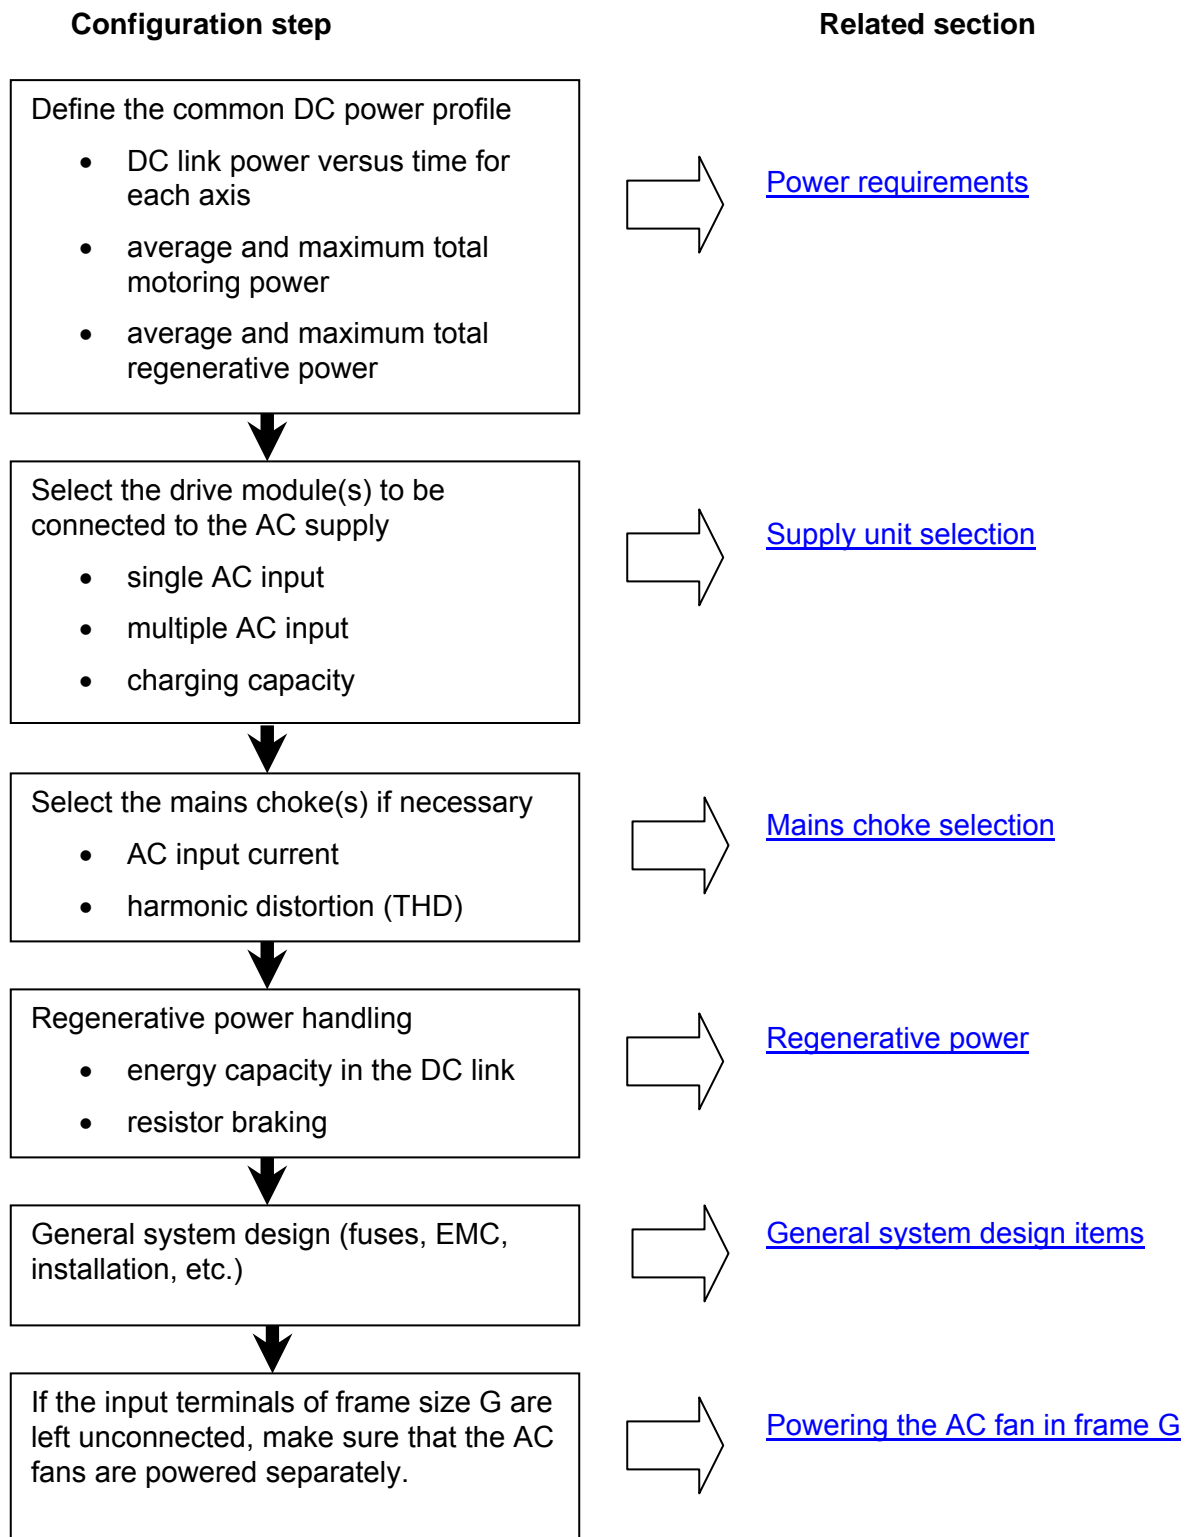 Configuration step
Related section
Define the common DC power profile
• DC link power versus time for
each axis
• average and maximum total
motoring power
• average and maximum total
regenerative power
Power requirements
Select the drive module(s) to be
connected to the AC supply
• single AC input
• multiple AC input
• charging capacity
Supply unit selection
Select the mains choke(s) if necessary
• AC input current
• harmonic distortion (THD)
Mains choke selection
Regenerative power handling
• energy capacity in the DC link
• resistor braking
Regenerative power
General system design (fuses, EMC,
installation, etc.)
General system design items
If the input terminals of frame size G are
left unconnected, make sure that the AC
fans are powered separately.
Powering the AC fan in frame G